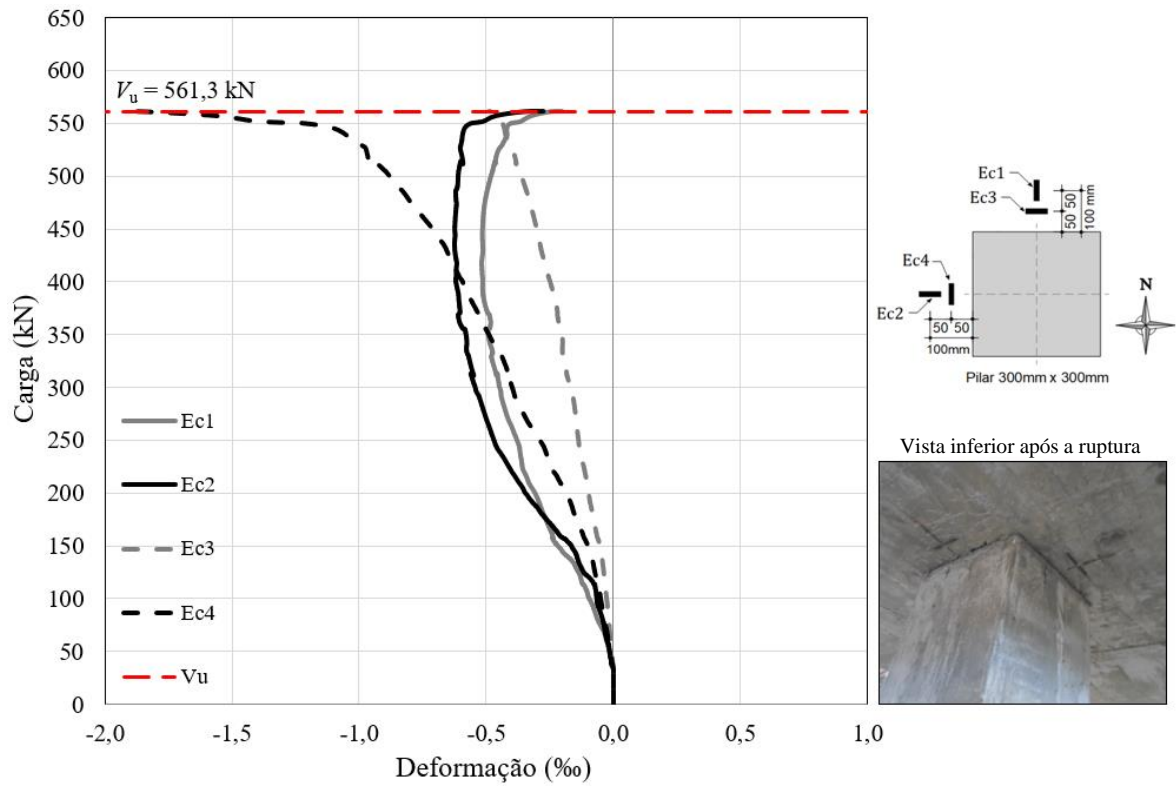 650
600
550
500
450
400
350
300
250
200
150
100
50
0
Carga (kN)
Vu = 561,3 kN
Ec1
Ec2
Ec3
Ec4
Vu
-2,0 -1,5 -1,0 -0,5 0,0 0,5 1,0
Deformação (‰)
Ec1
Ec3
50 50
100 mm
Ec4
Ec2
50 50
100mm
N
Pilar 300mm x 300mm
Vista inferior após a ruptura